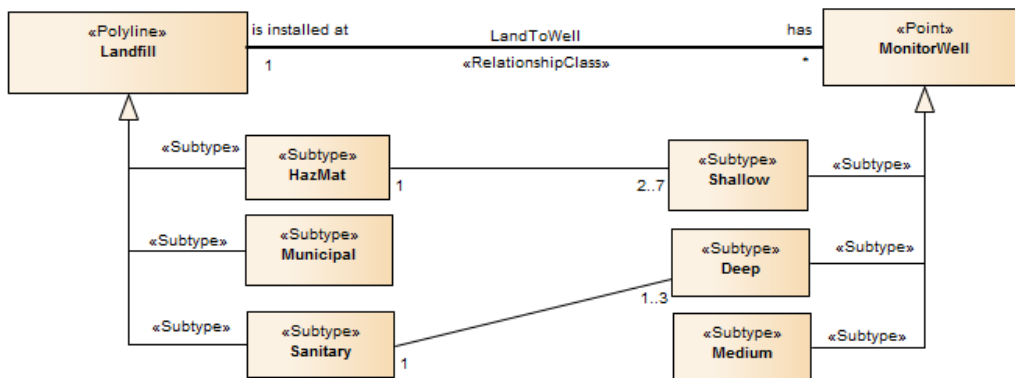 «Polyline»
Landfill
is installed at
LandToWell
has
1
«RelationshipClass»
*
«Point»
MonitorWell
«Subtype»
«Subtype»
HazMat
1
2..7
«Subtype»
Shallow
«Subtype»
«Subtype»
«Subtype»
Municipal
«Subtype»
Deep
«Subtype»
1..3
«Subtype»
«Subtype»
Sanitary
1
«Subtype»
Medium
«Subtype»